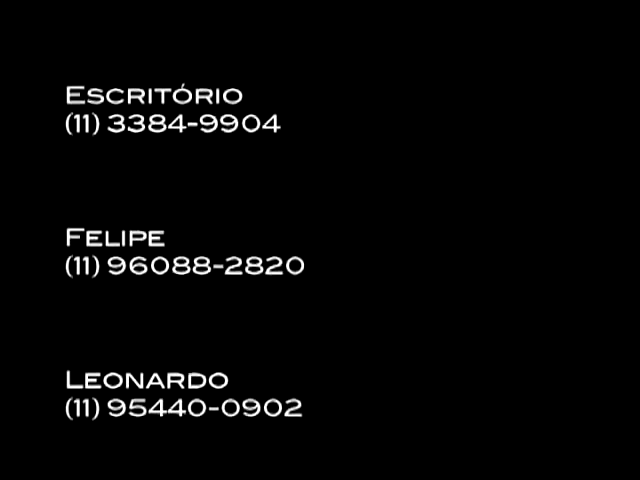 Escritório
(11) 3384-9904
Felipe
(11) 96088-2820
Leonardo
(11) 95440-0902